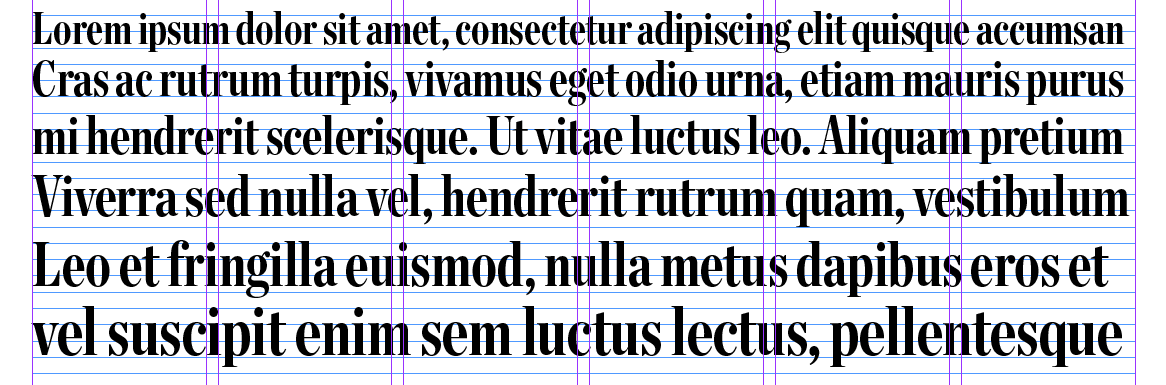 Lorem ipsum dolor sit amet, consectetur adipiscing elit quisque accumsan
Cras ac rutrum turpis, vivamus eget odio urna, etiam mauris purus
mi hendrerit scelerisque. Ut vitae luctus leo. Aliquam pretium
Viverra sed nulla vel, hendrerit rutrum quam, vestibulum
Leo et fringilla euismod, nulla metus dapibus eros et
vel suscipit enim sem luctus lectus, pellentesque